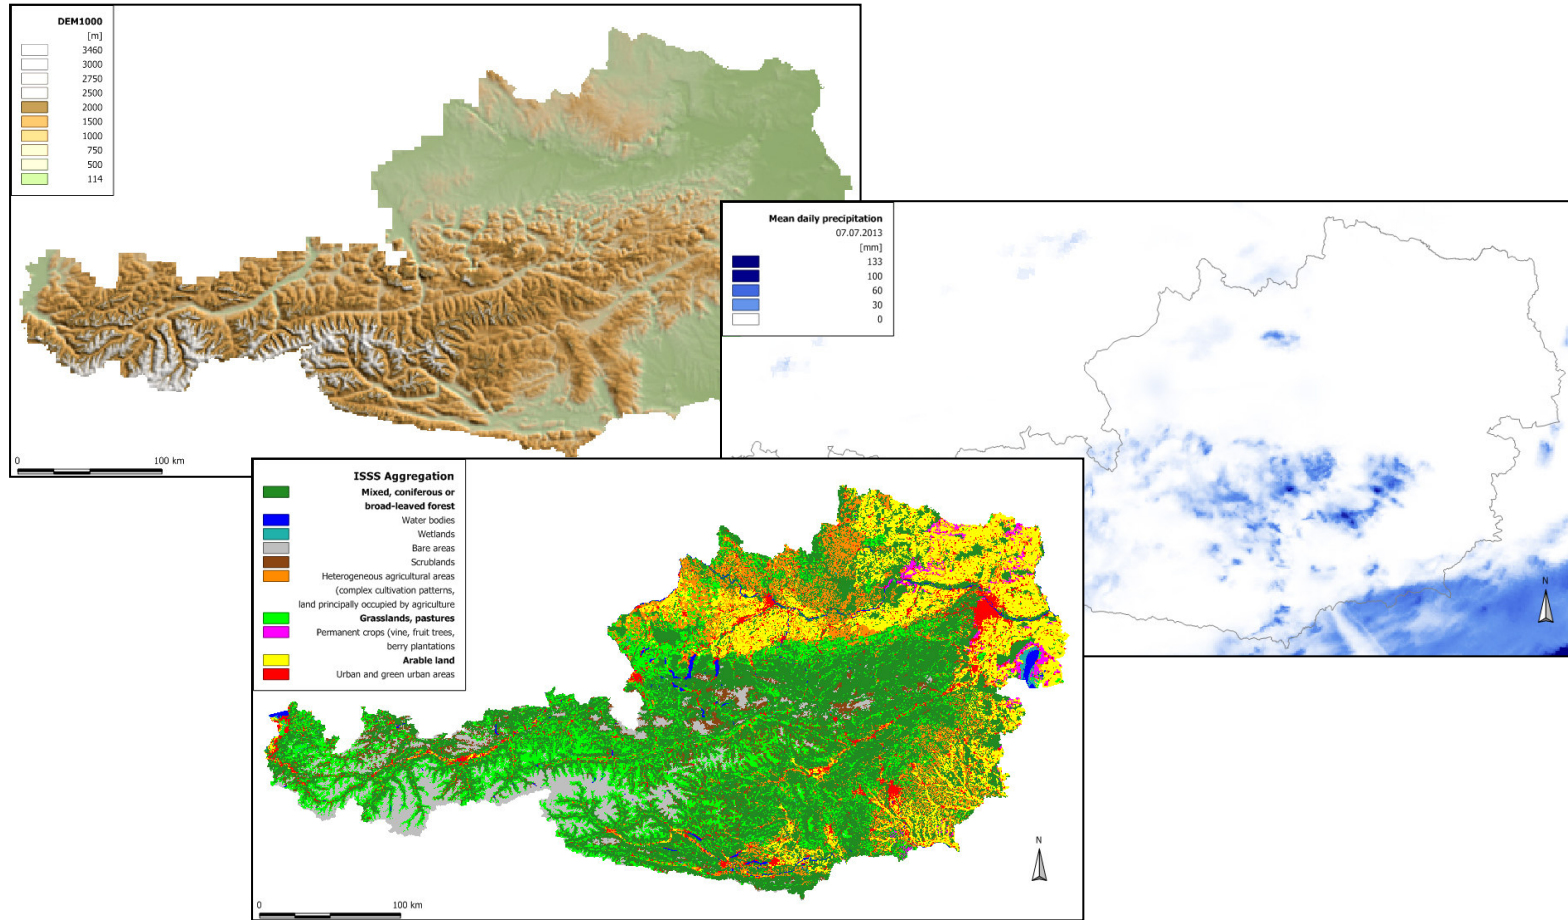 DEM1000
[m]
3460
3000
2750
2500
2000
1500
1000
750
500
114
0 100 km
Mean daily precipitation
07.07.2013
[mm]
133
100
60
30
0
N
ISSS Aggregation
Mixed, coniferous or
broad-leaved forest
Water bodies
Wetlands
Bare areas
Scrublands
Heterogeneous agricultural areas
(complex cultivation patterns,
land principally occupied by agriculture
Grasslands, pastures
Permanent crops (vine, fruit trees,
berry plantations
Arable land
Urban and green urban areas
N
0 100 km